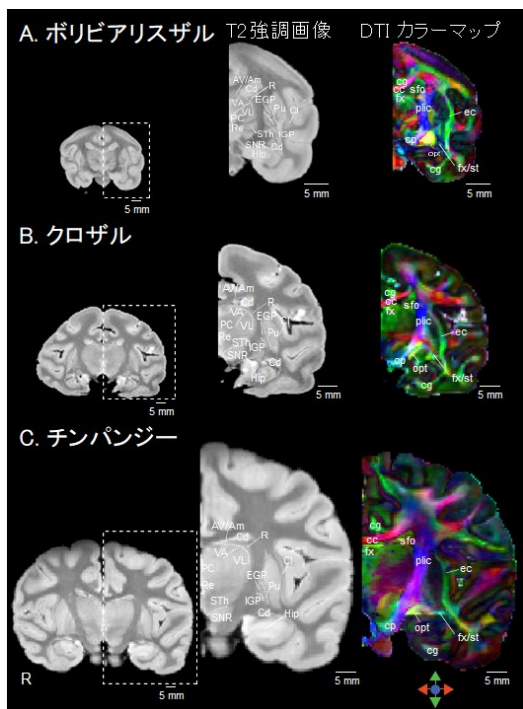 A. ボリビアリスザル
T2強調画像
DTI カラーマップ
AV/Am
Cd
R
VA
EGP
Pu
Cl
VL
PC
Re
STh
IGP
SNR
Cd
Hip
5 mm
5 mm
cg
cc
sfo
fx
plic
ec
cp
opt
cg
fx/st
5 mm
B. クロザル
AV/Am
Cd
R
VA
EGP
PC
VL
Pu
Re
STh
IGP
SNR
Cd
Hip
5 mm
5 mm
cg
cc
sfo
fx
plic
ec
cp
opt
cg
fx/st
5 mm
C. チンパンジー
AV/Am
Cd
R
VA
VL
Cl
PC
EGP
Re
Pu
STh
IGP
Cd
Hip
SNR
R
5 mm
5 mm
cg
cc
fx
sfo
plic
ec
cp
opt
fx/st
cg
5 mm